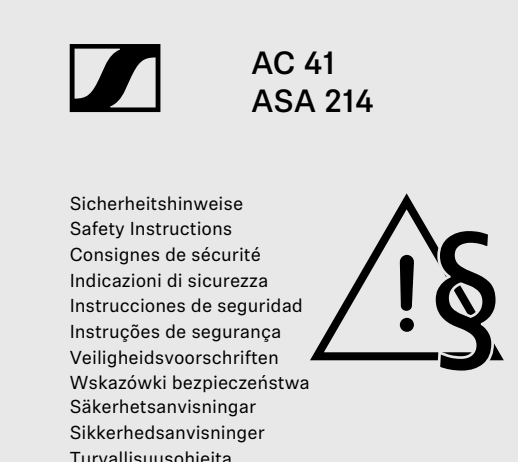 AC 41
ASA 214
Sicherheitshinweise
Safety Instructions
Consignes de sécurité
Indicazioni di sicurezza
Instrucciones de seguridad
Instruções de segurança
Veiligheidsvoorschriften
Wskazówki bezpieczeństwa
Säkerhetsanvisningar
Sikkerhedsanvisninger
Turvallisuusohjeita
! §